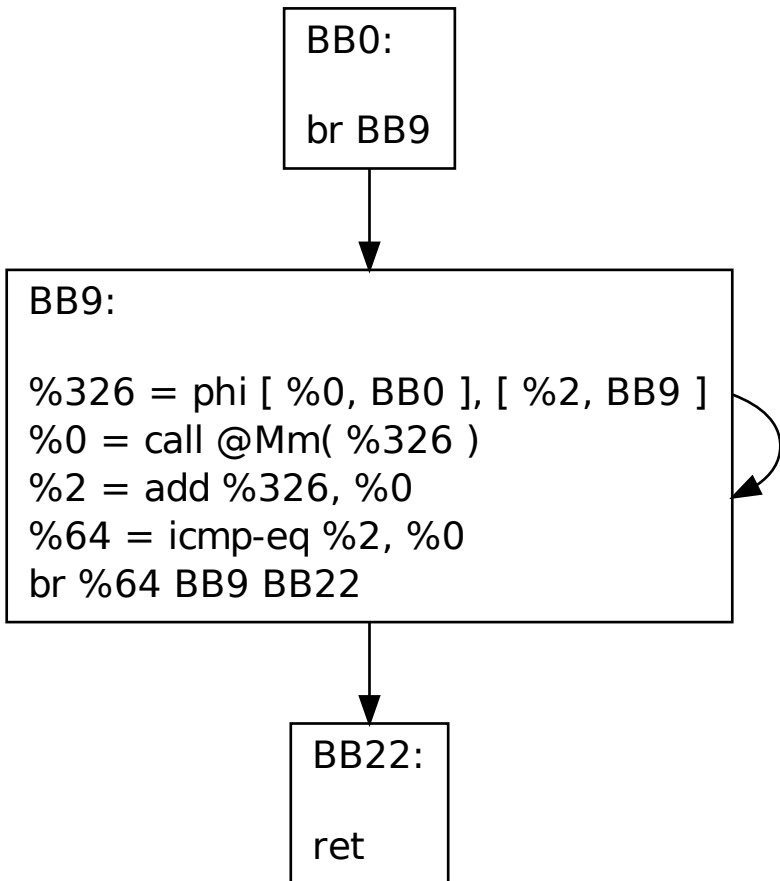 BB0:
br BB9
BB9:
%326 = phi [ %0, BB0 ], [ %2, BB9 ]
%0 = call @Mm( %326 )
%2 = add %326, %0
%64 = icmp-eq %2, %0
br %64 BB9 BB22
BB22:
ret